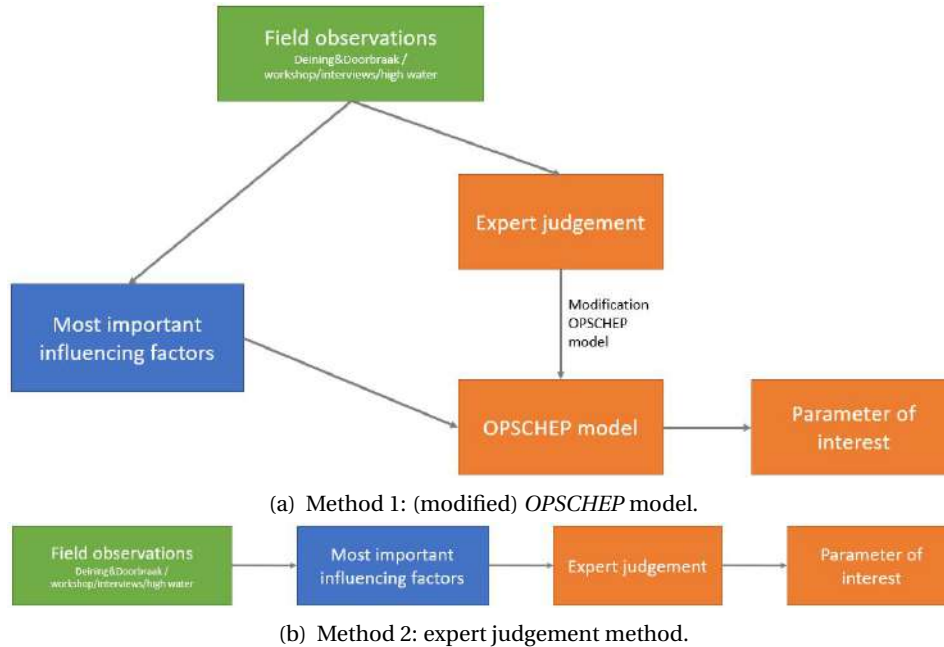 Field observations
Deining&Doorbraak /
workshop/interviews/high water
Expert judgement
Modification
OPSCHEP
model
Most important
influencing factors
OPSCHEP model
Parameter of
interest
(a) Method 1: (modified) OPSCHEP model.
Field observations
Deining&Doorbraak /
workshop/interviews/high water
Most important
influencing factors
Expert judgement
Parameter of
interest
(b) Method 2: expert judgement method.